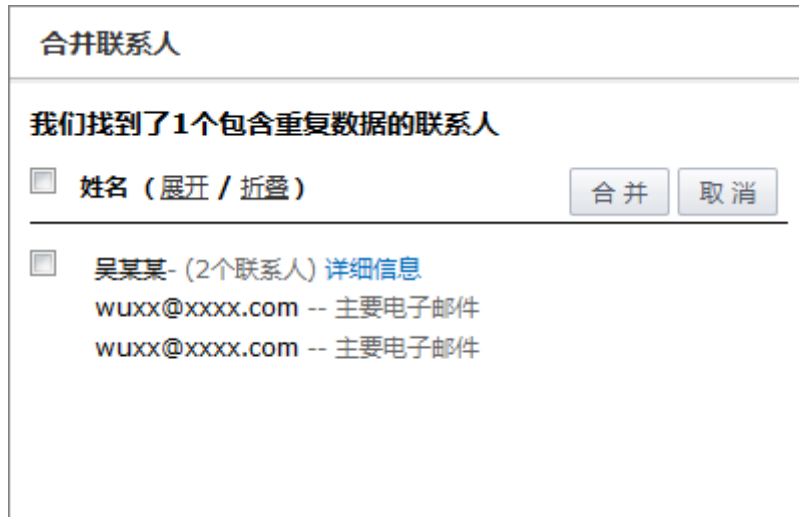 合并联系人
我们找到了1个包含重复数据的联系人
姓名 ( 展开 / 折叠 ) 合 并 取 消
吴某某- (2个联系人) 详细信息
wuxx@xxxx.com -- 主要电子邮件
wuxx@xxxx.com -- 主要电子邮件